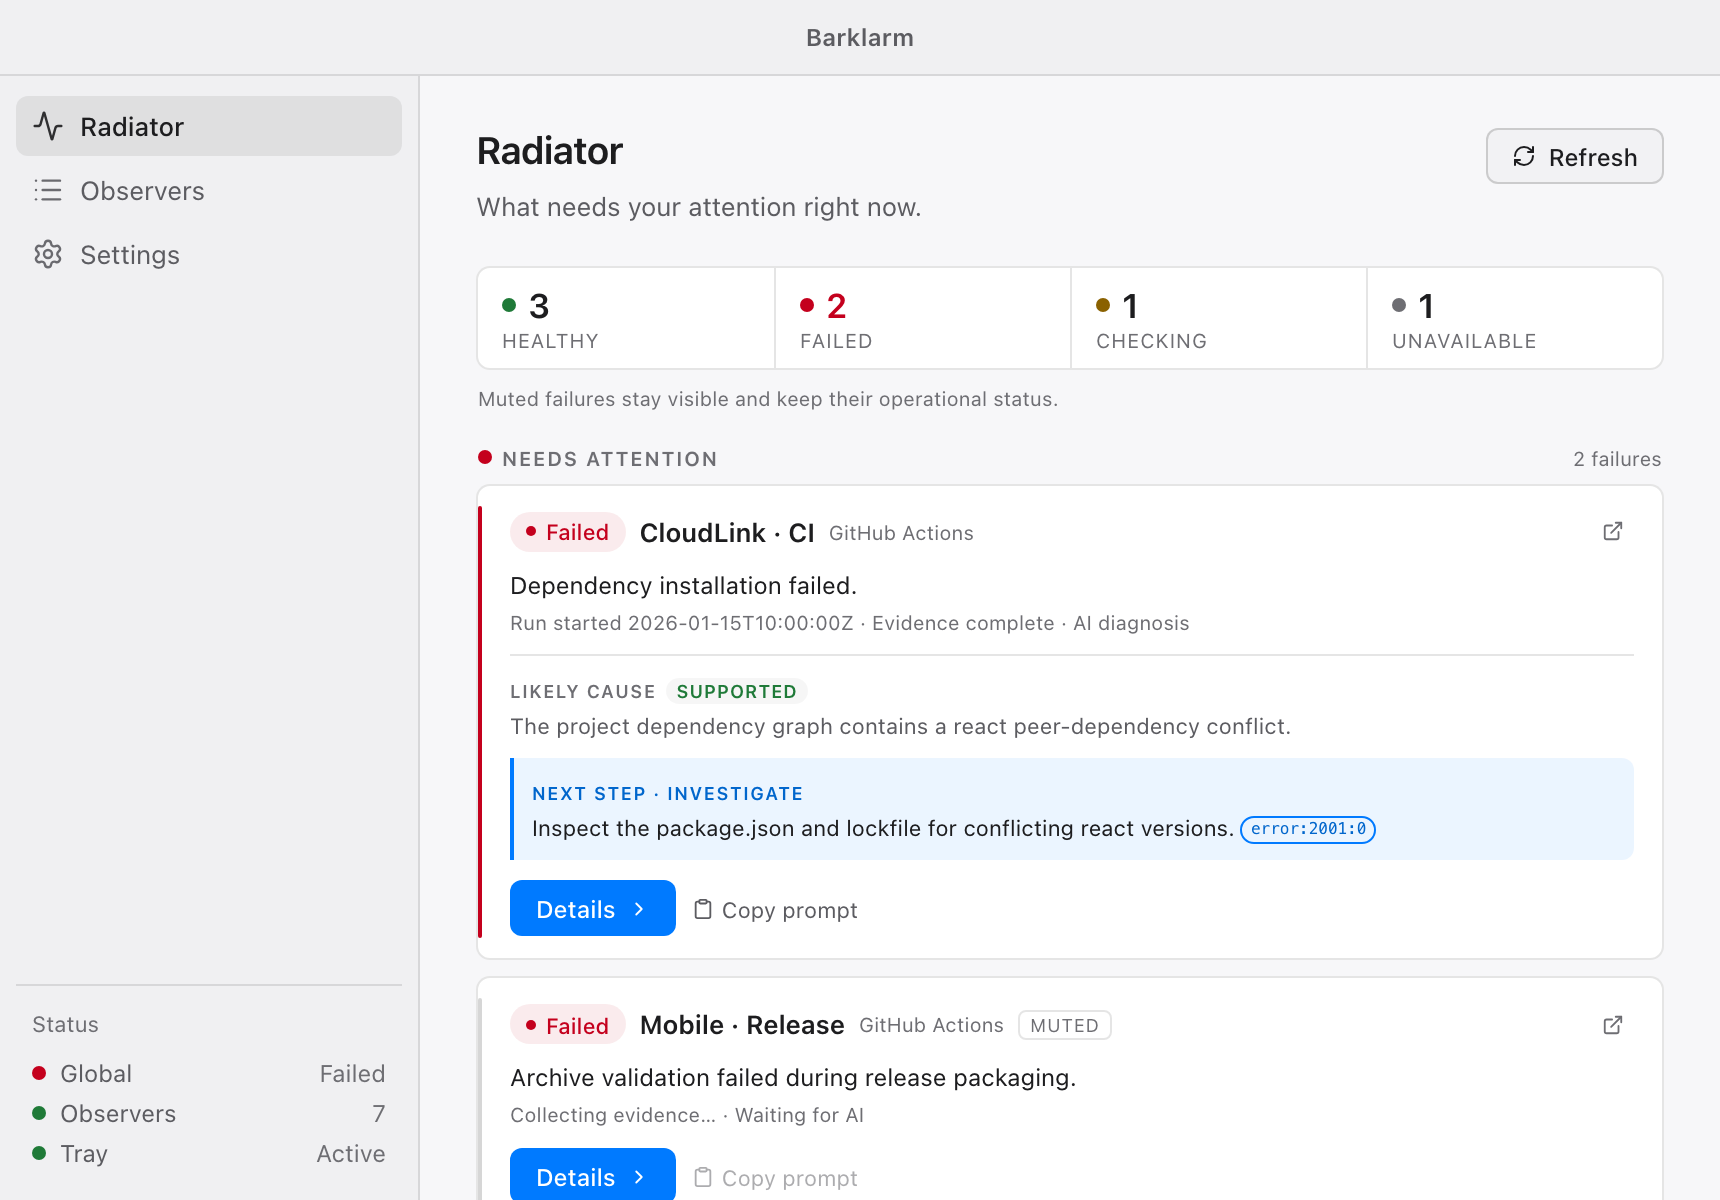 Barklarm
Radiator
Observers
Settings
Status
Global Failed
Observers 7
Tray Active
Radiator
What needs your attention right now.
Refresh
3
HEALTHY
2
FAILED
1
CHECKING
1
UNAVAILABLE
Muted failures stay visible and keep their operational status.
NEEDS ATTENTION 2 failures
Failed CloudLink · CI GitHub Actions
Dependency installation failed.
Run started 2026-01-15T10:00:00Z · Evidence complete · AI diagnosis
LIKELY CAUSE SUPPORTED
The project dependency graph contains a react peer-dependency conflict.
NEXT STEP · INVESTIGATE
Inspect the package.json and lockfile for conflicting react versions. error:2001:0
Details Copy prompt
Failed Mobile · Release GitHub Actions MUTED
Archive validation failed during release packaging.
Collecting evidence… · Waiting for AI
Details Copy prompt